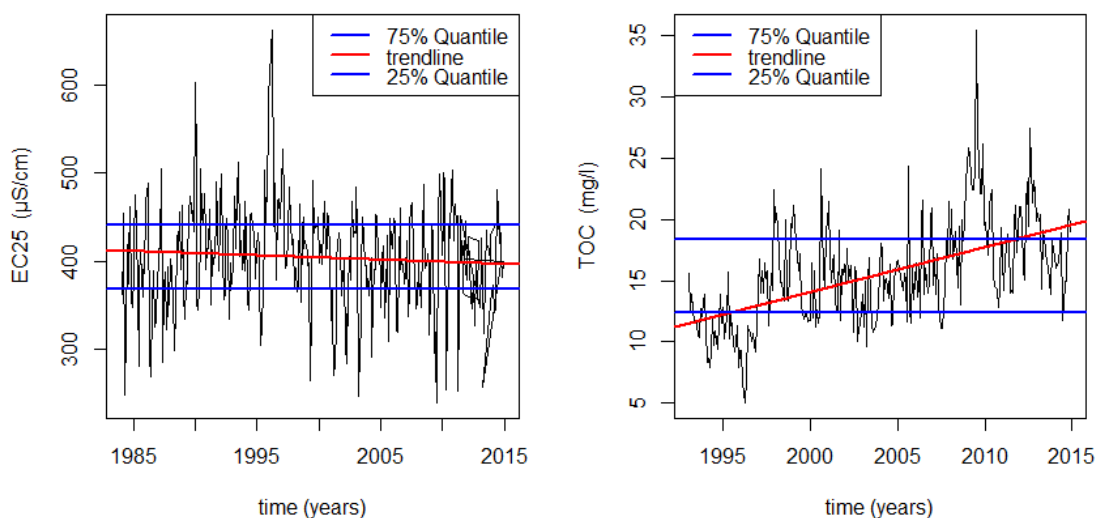 75% Quantile
trendline
25% Quantile
EC25 (µS/cm)
600
500
400
300
1985
1995
2005
2015
time (years)
75% Quantile
trendline
25% Quantile
TOC (mg/l)
35
30
25
20
15
10
5
1995
2000
2005
2010
2015
time (years)